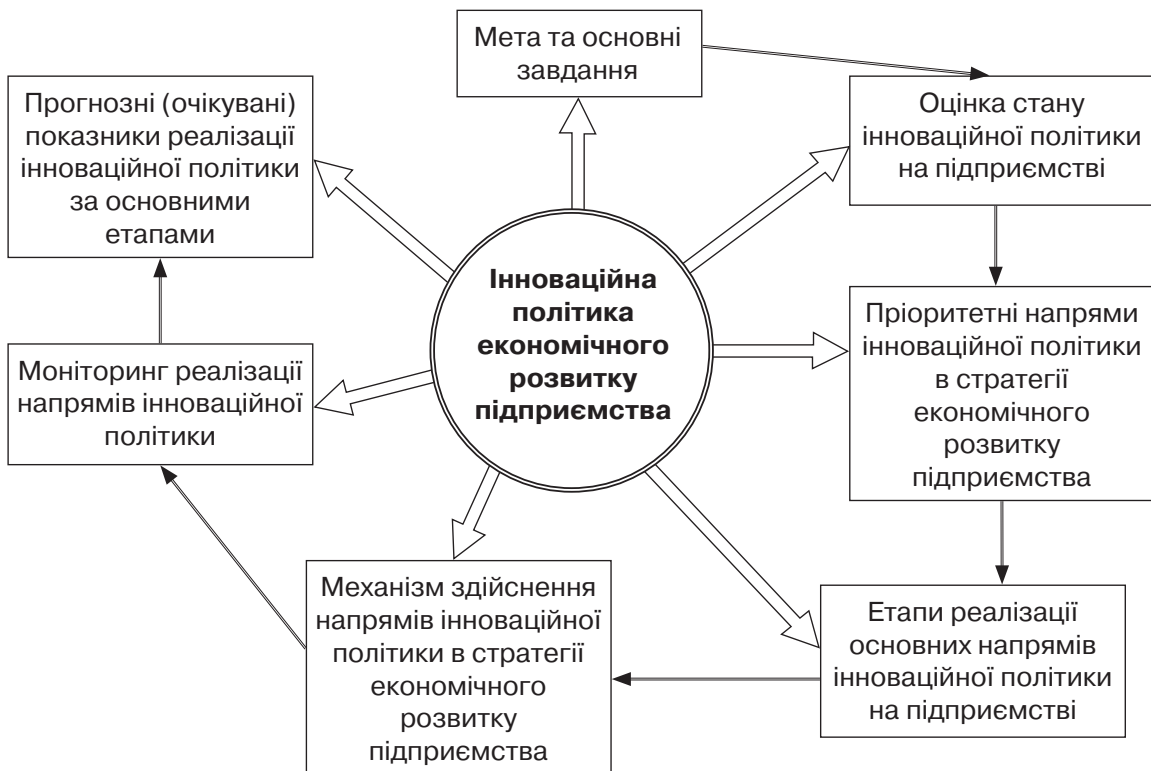 Мета та основні
завдання
Оцінка стану
інноваційної політики
на підприємстві
Пріоритетні напрями
інноваційної політики
в стратегії
економічного
розвитку
підприємства
Етапи реалізації
основних напрямів
інноваційної політики
на підприємстві
Механізм здійснення
напрямів інноваційної
політики в стратегії
економічного
розвитку
підприємства
Моніторинг реалізації
напрямів інноваційної
політики
Прогнозні (очікувані)
показники реалізації
інноваційної політики
за основними
етапами
Інноваційна
політика
економічного
розвитку
підприємства